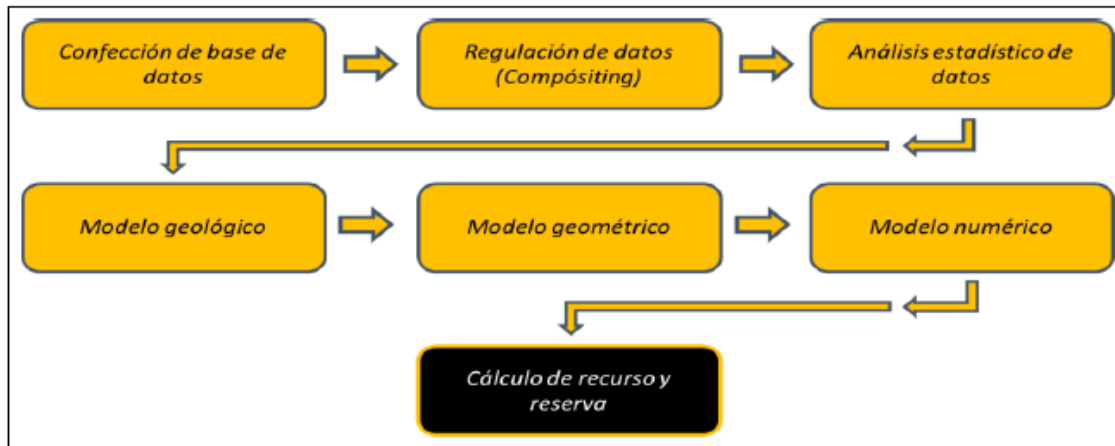 Confección de base de
datos
Regulación de datos
(Compósiting)
Análisis estadístico de
datos
Modelo geológico
Modelo geométrico
Modelo numérico
Cálculo de recurso y
reserva